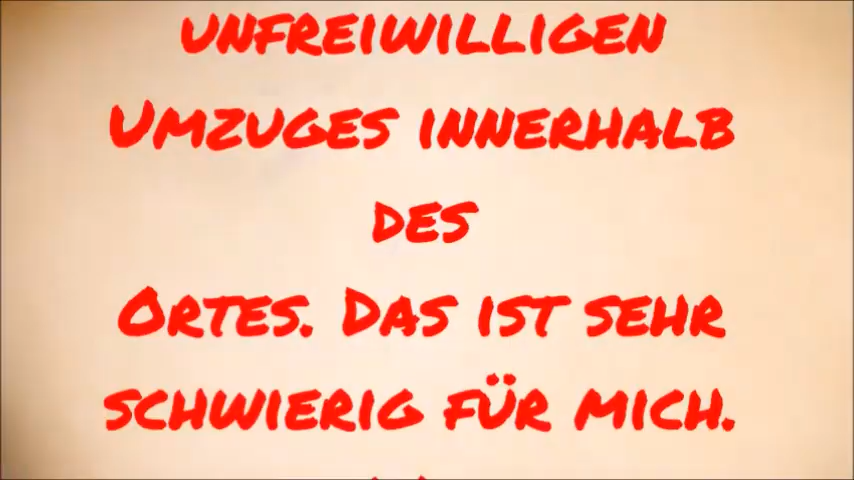 unfreiwilligen
Umzuges innerhalb
des
Ortes. Das ist sehr
schwierig für mich.